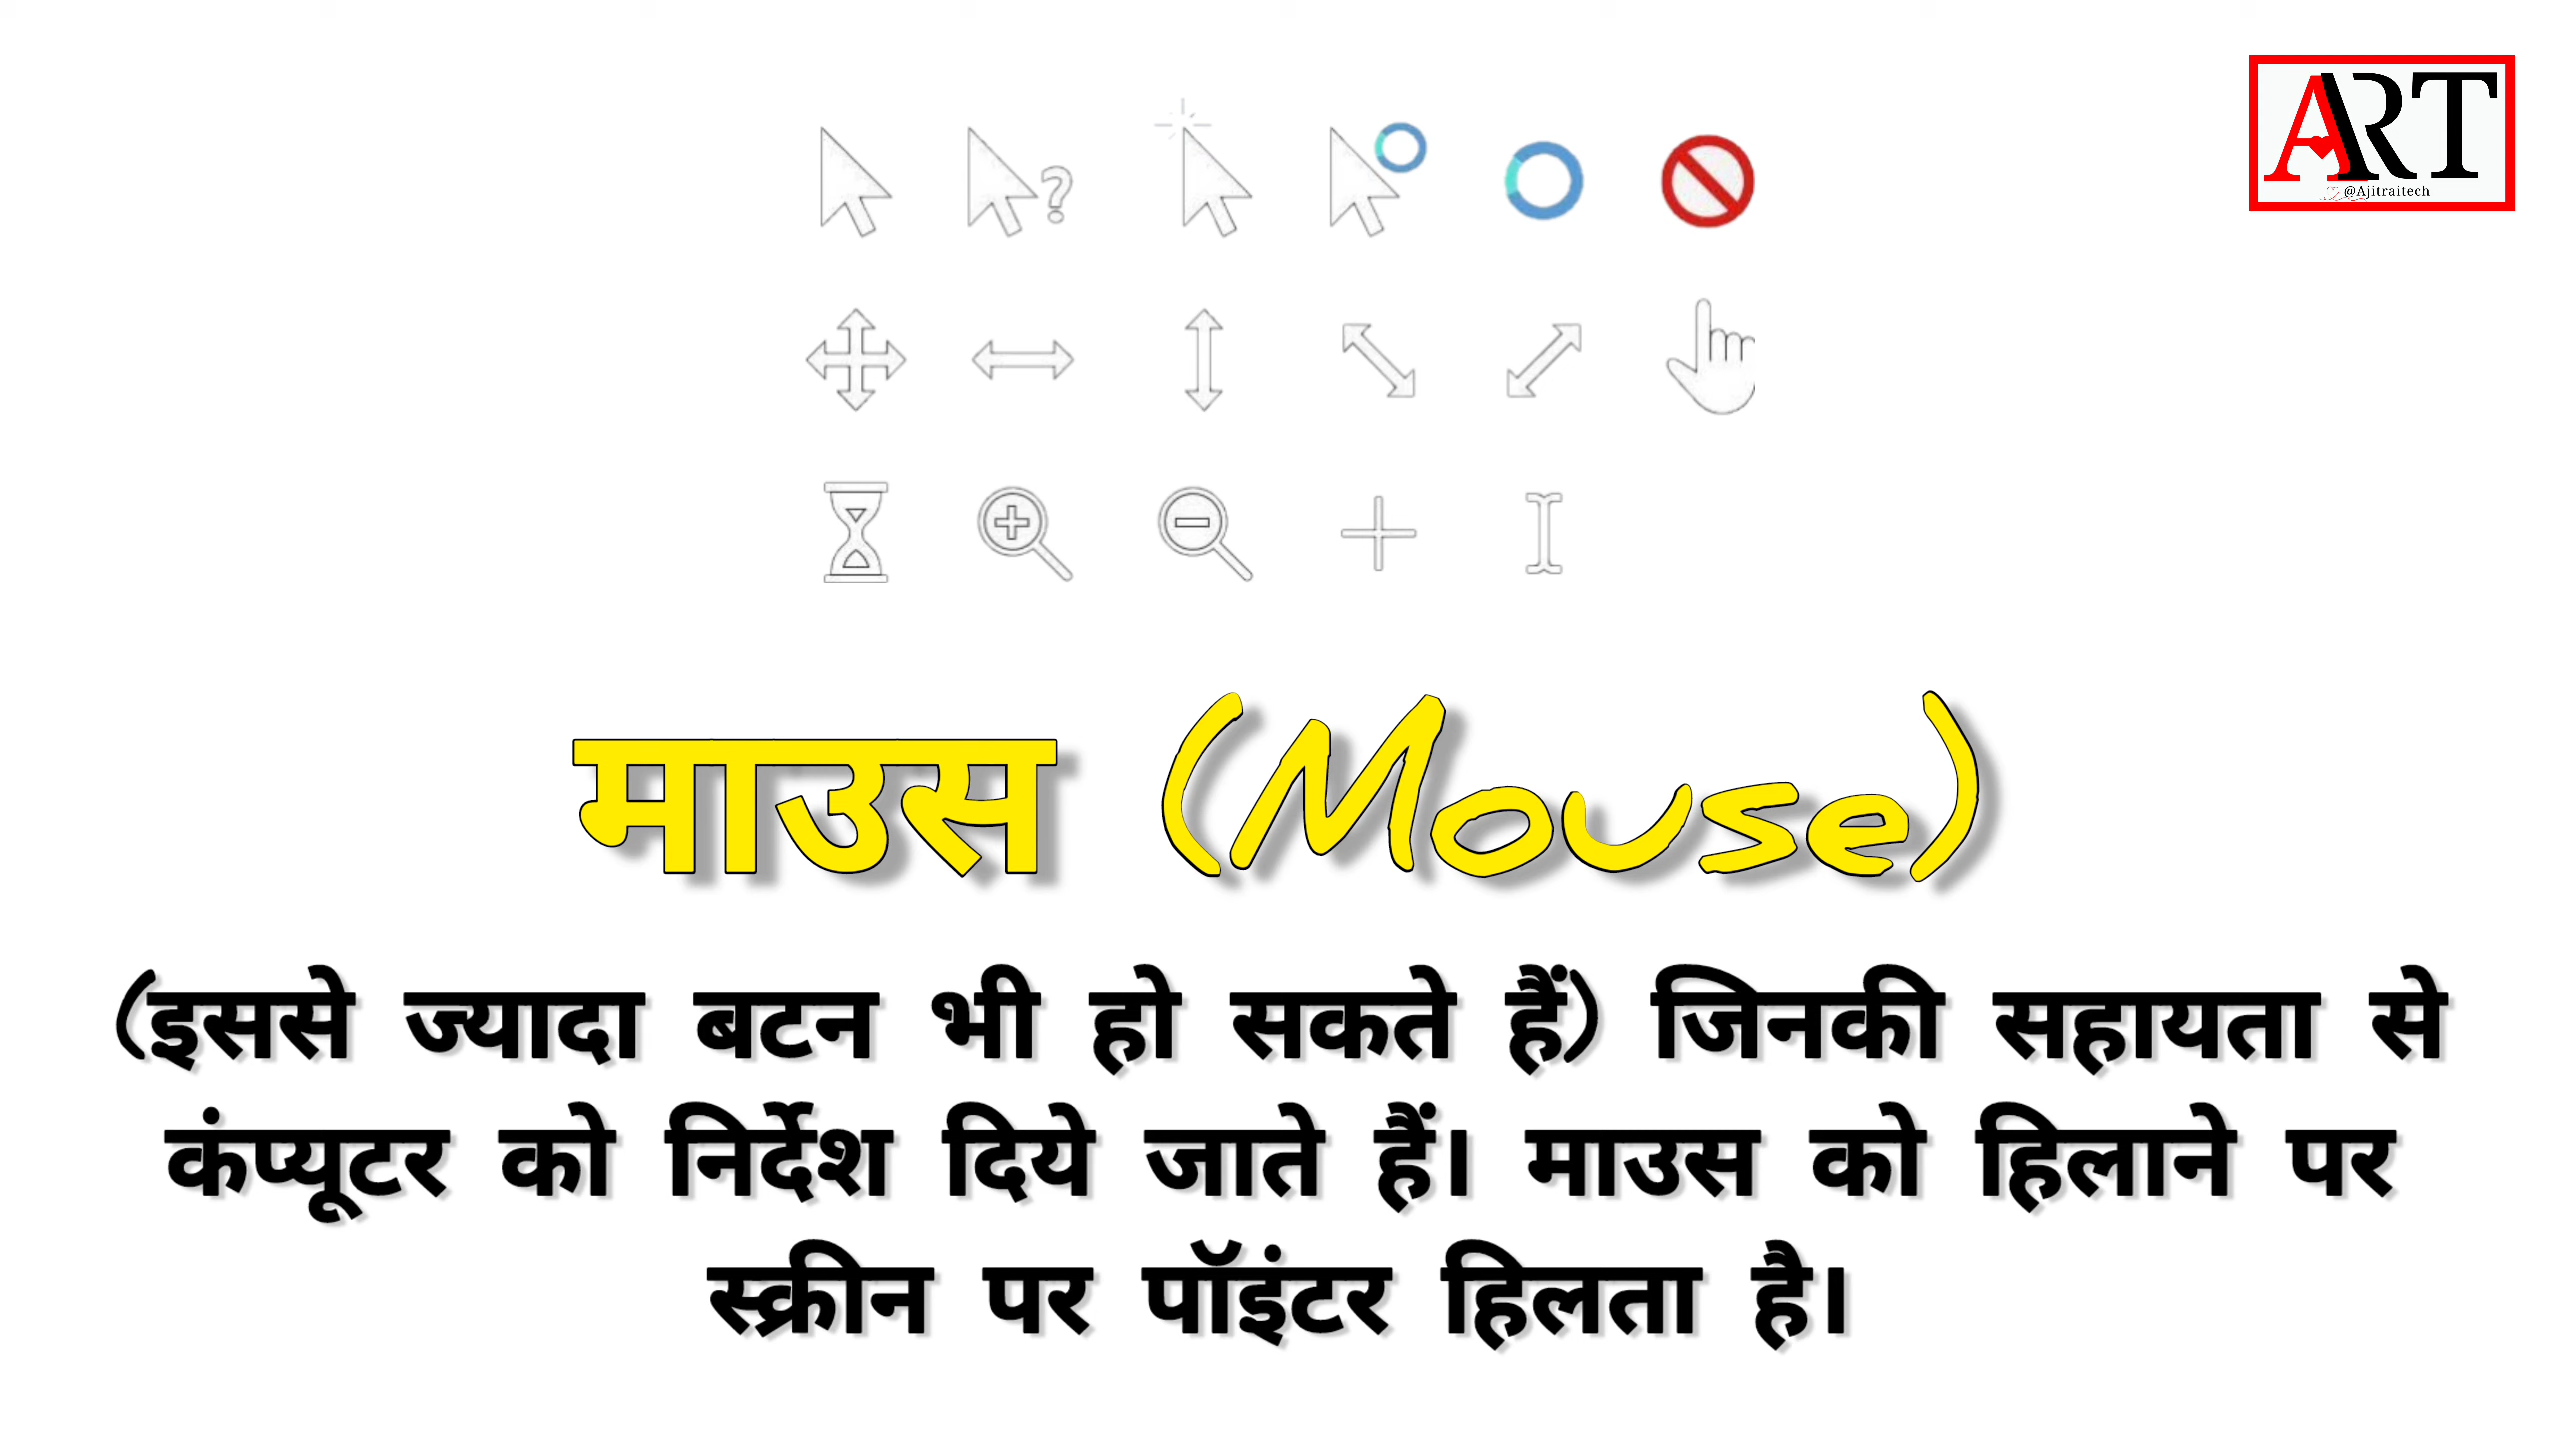 ART
@Ajitraitech
माउस (Mouse)
(इससे ज्यादा बटन भी हो सकते हैं) जिनकी सहायता से
कंप्यूटर को निर्देश दिये जाते हैं। माउस को हिलाने पर
स्क्रीन पर पॉइंटर हिलता है।